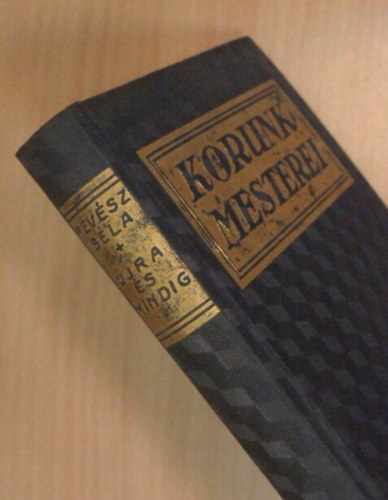 KORUNK
MESTEREI
RÉVÉSZ
BÉLA
+
ÚJRA
ÉS
MINDIG